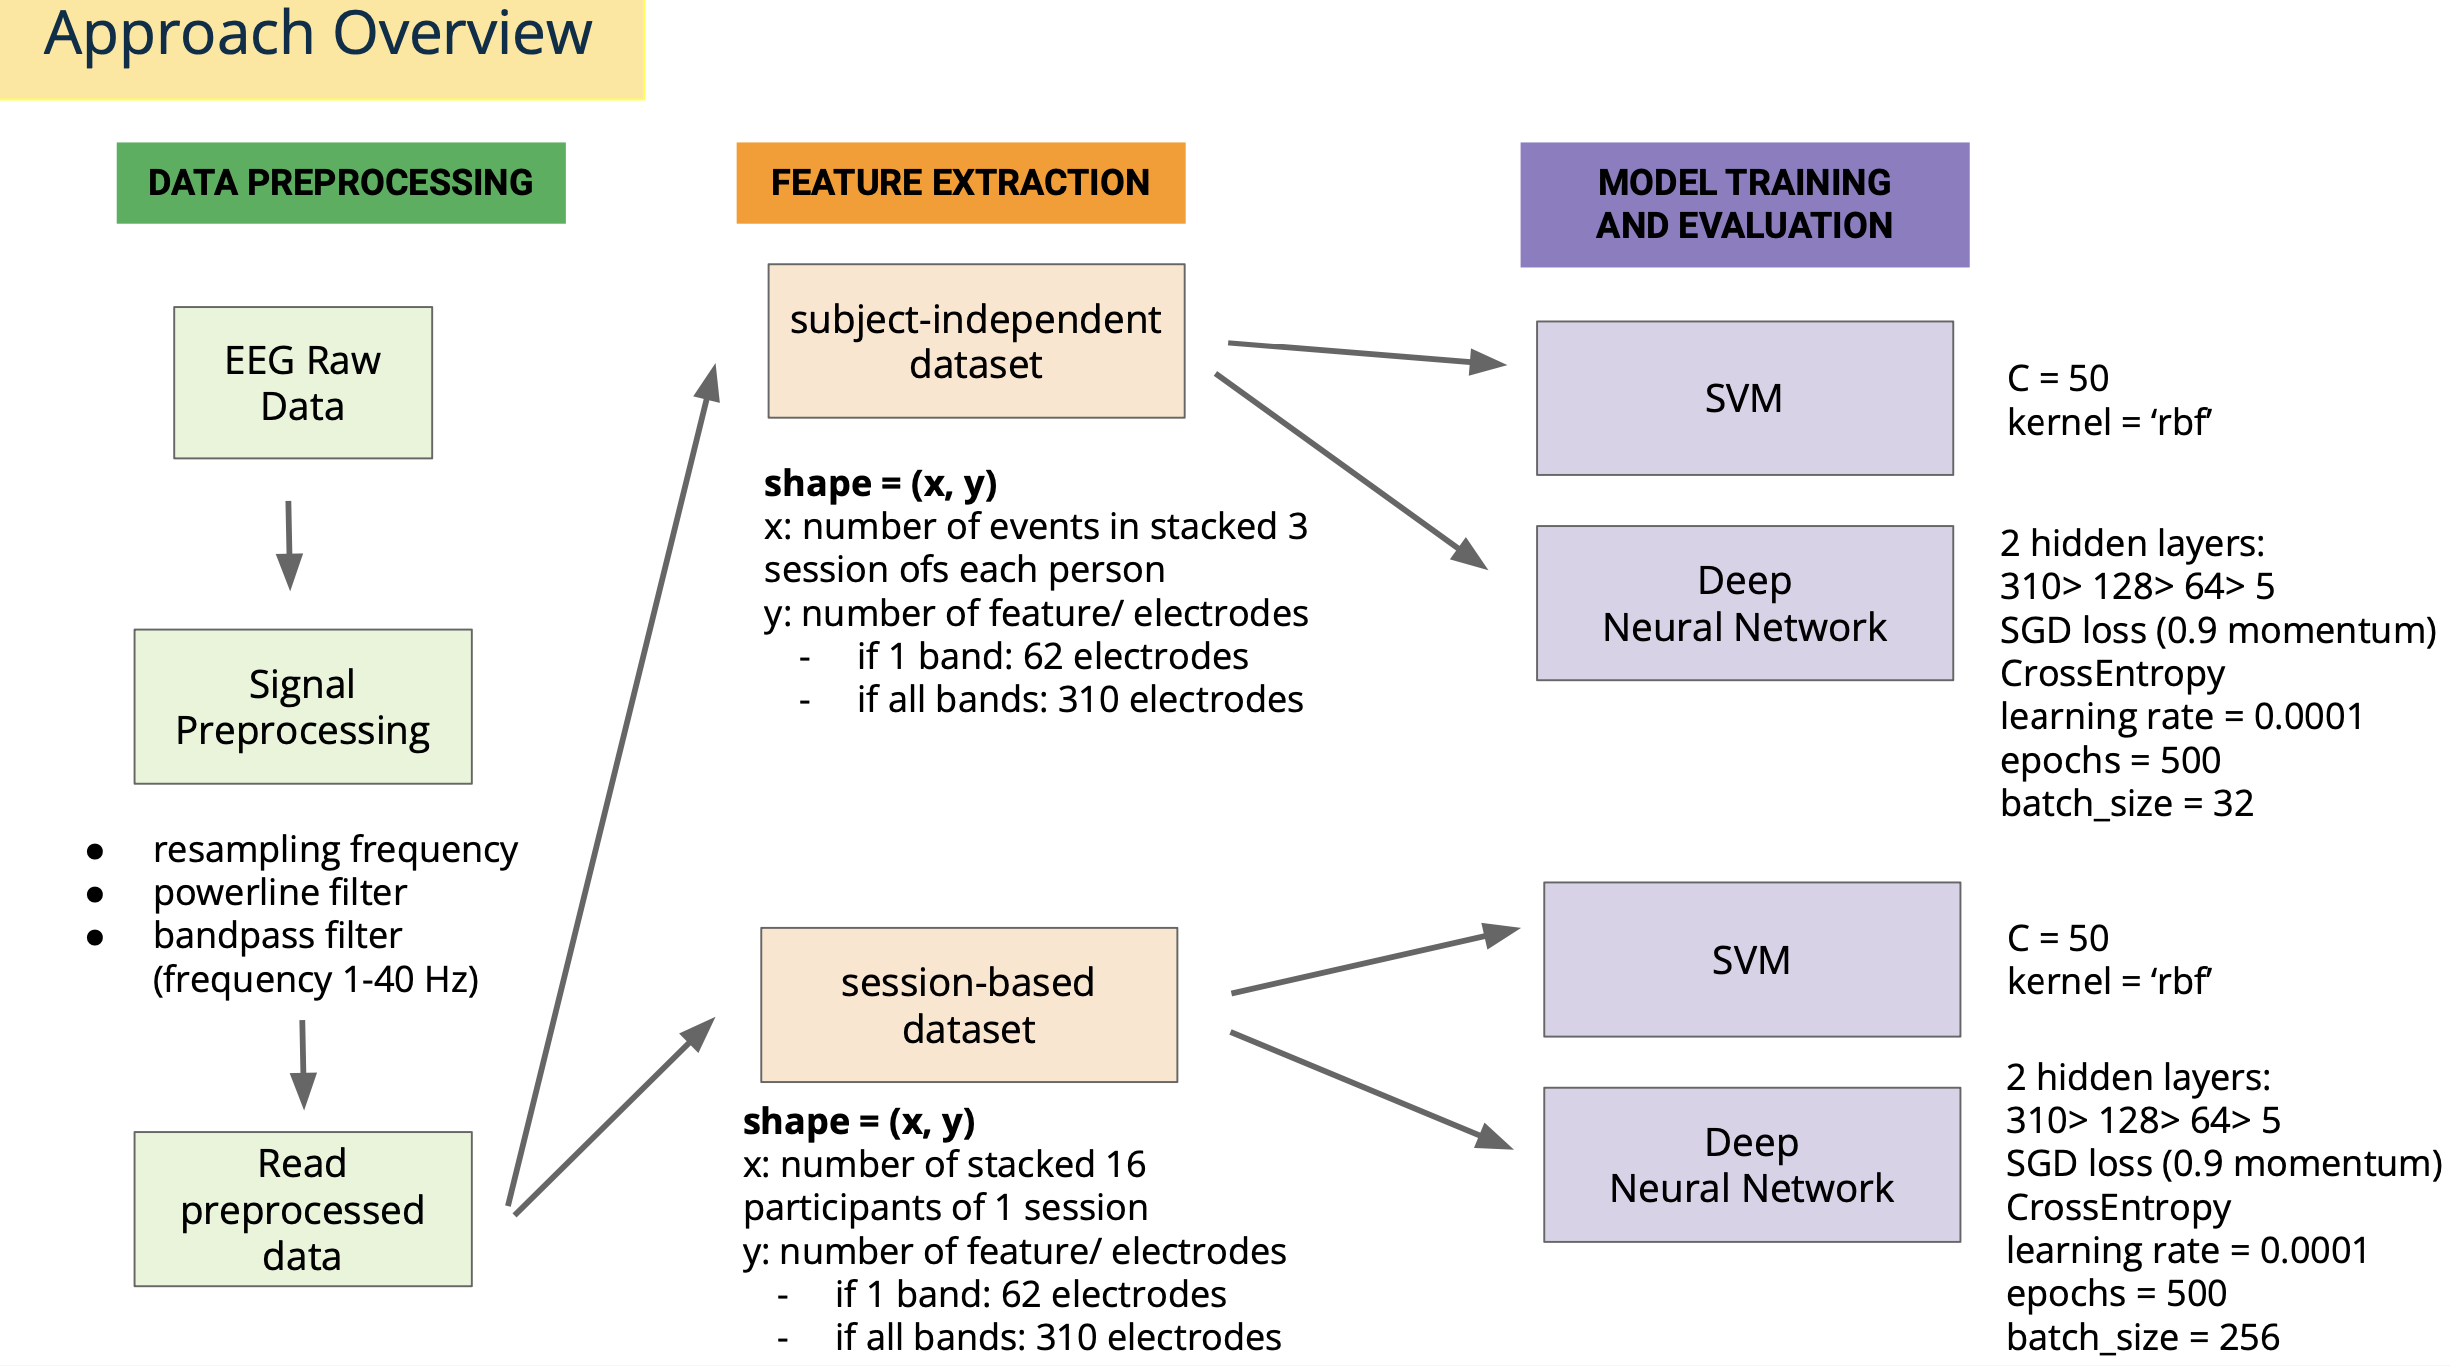 Approach Overview
DATA PREPROCESSING
EEG Raw
Data
Signal
Preprocessing
● resampling frequency
● powerline filter
● bandpass filter
(frequency 1-40 Hz)
Read
preprocessed
data
FEATURE EXTRACTION
subject-independent
dataset
shape = (x, y)
x: number of events in stacked 3
session ofs each person
y: number of feature/ electrodes
- if 1 band: 62 electrodes
- if all bands: 310 electrodes
session-based
dataset
shape = (x, y)
x: number of stacked 16
participants of 1 session
y: number of feature/ electrodes
- if 1 band: 62 electrodes
- if all bands: 310 electrodes
MODEL TRAINING
AND EVALUATION
SVM
C = 50
kernel = ‘rbf’
Deep
Neural Network
2 hidden layers:
310> 128> 64> 5
SGD loss (0.9 momentum)
CrossEntropy
learning rate = 0.0001
epochs = 500
batch_size = 32
SVM
C = 50
kernel = ‘rbf’
Deep
Neural Network
2 hidden layers:
310> 128> 64> 5
SGD loss (0.9 momentum)
CrossEntropy
learning rate = 0.0001
epochs = 500
batch_size = 256